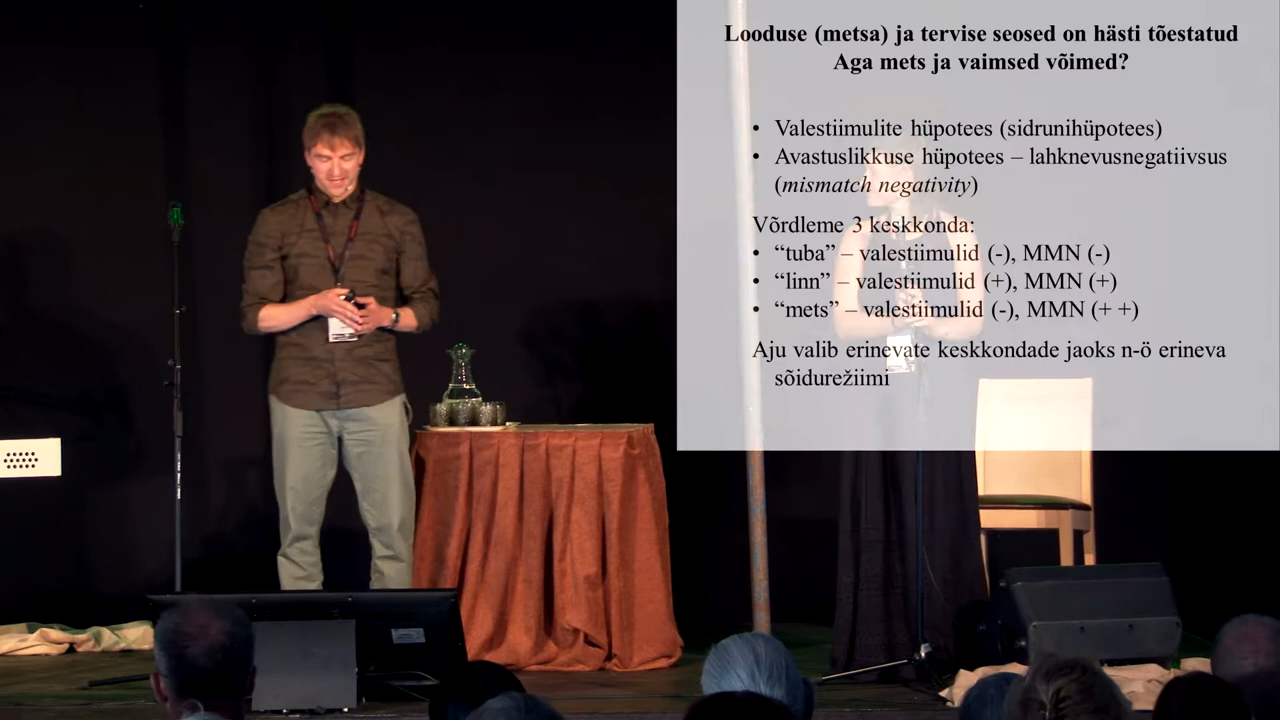 Looduse (metsa) ja tervise seosed on hästi tõestatud
Aga mets ja vaimsed võimed?
• Valestiimulite hüpotees (sidrunihüpotees)
• Avastuslikkuse hüpotees – lahknevusnegatiivsus
(mismatch negativity)
Võrdleme 3 keskkonda:
• “tuba” – valestiimulid (-), MMN (-)
• “linn” – valestiimulid (+), MMN (+)
• “mets” – valestiimulid (-), MMN (+ +)
Aju valib erinevate keskkondade jaoks n-ö erineva
sõidurežiimi